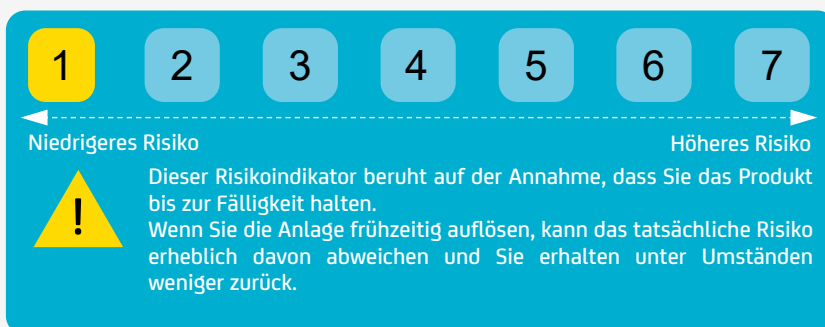 1 2 3 4 5 6 7
Niedrigeres Risiko Höheres Risiko
Dieser Risikoindikator beruht auf der Annahme, dass Sie das Produkt
bis zur Fälligkeit halten.
Wenn Sie die Anlage frühzeitig auflösen, kann das tatsächliche Risiko
erheblich davon abweichen und Sie erhalten unter Umständen
weniger zurück.
!